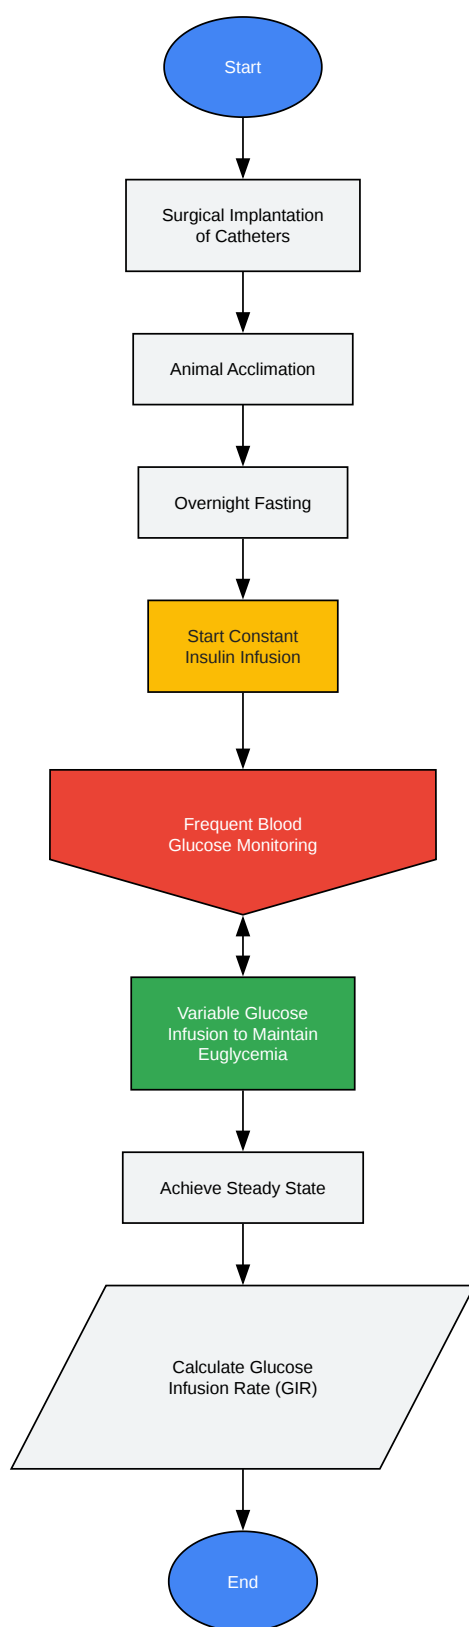 Start
Surgical Implantation
of Catheters
Animal Acclimation
Overnight Fasting
Start Constant
Insulin Infusion
Frequent Blood
Glucose Monitoring
Variable Glucose
Infusion to Maintain
Euglycemia
Achieve Steady State
Calculate Glucose
Infusion Rate (GIR)
End